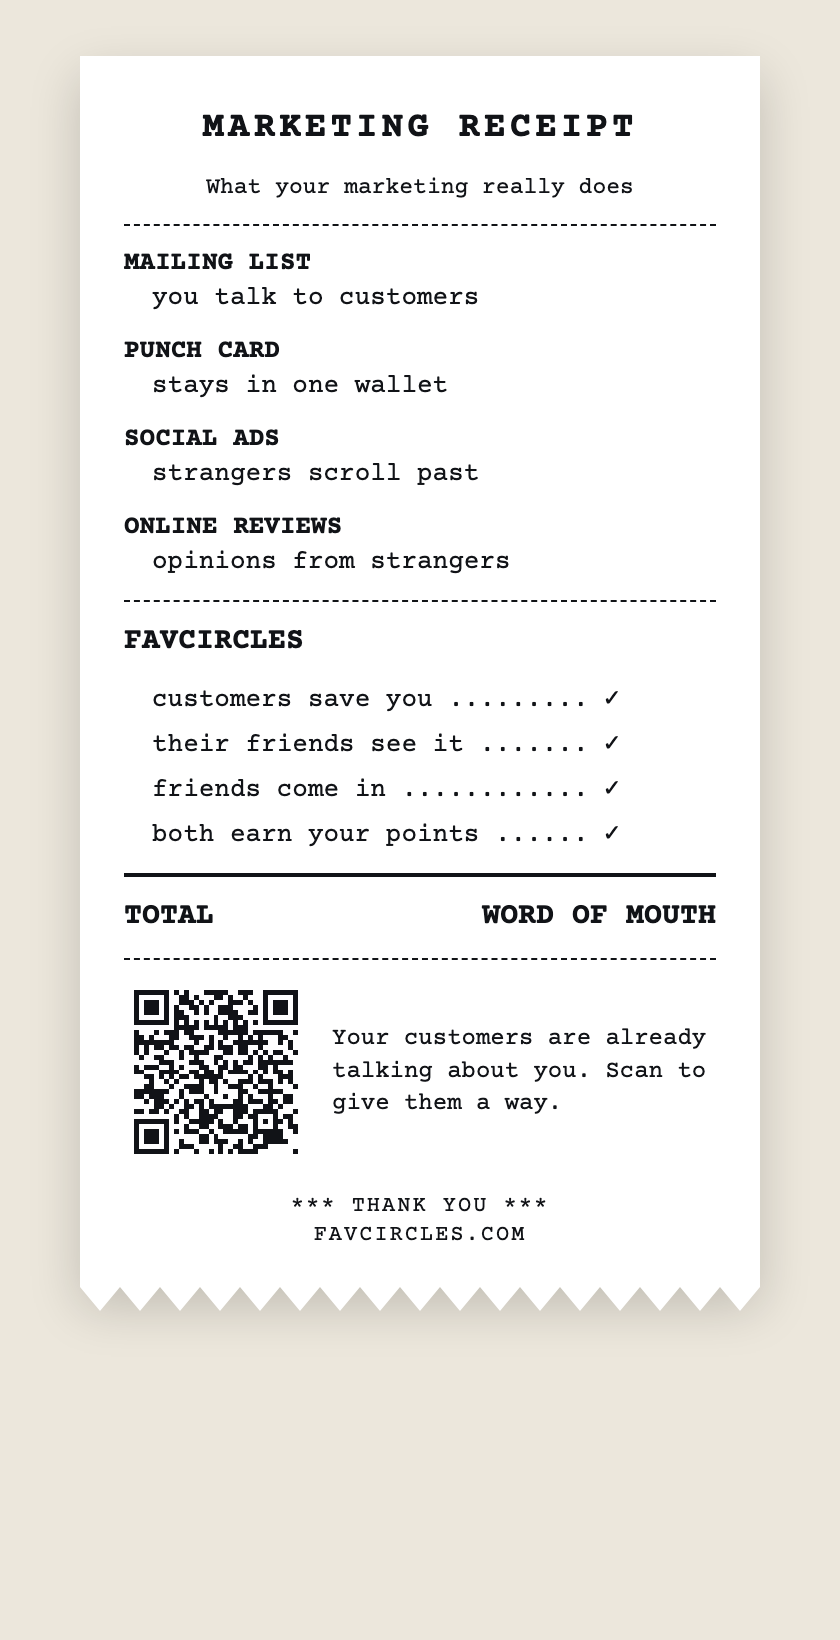 MARKETING RECEIPT
What your marketing really does
MAILING LIST
you talk to customers
PUNCH CARD
stays in one wallet
SOCIAL ADS
strangers scroll past
ONLINE REVIEWS
opinions from strangers
FAVCIRCLES
customers save you ......... ✓
their friends see it ....... ✓
friends come in ............ ✓
both earn your points ...... ✓
TOTAL WORD OF MOUTH
Your customers are already
talking about you. Scan to
give them a way.
*** THANK YOU ***
FAVCIRCLES.COM